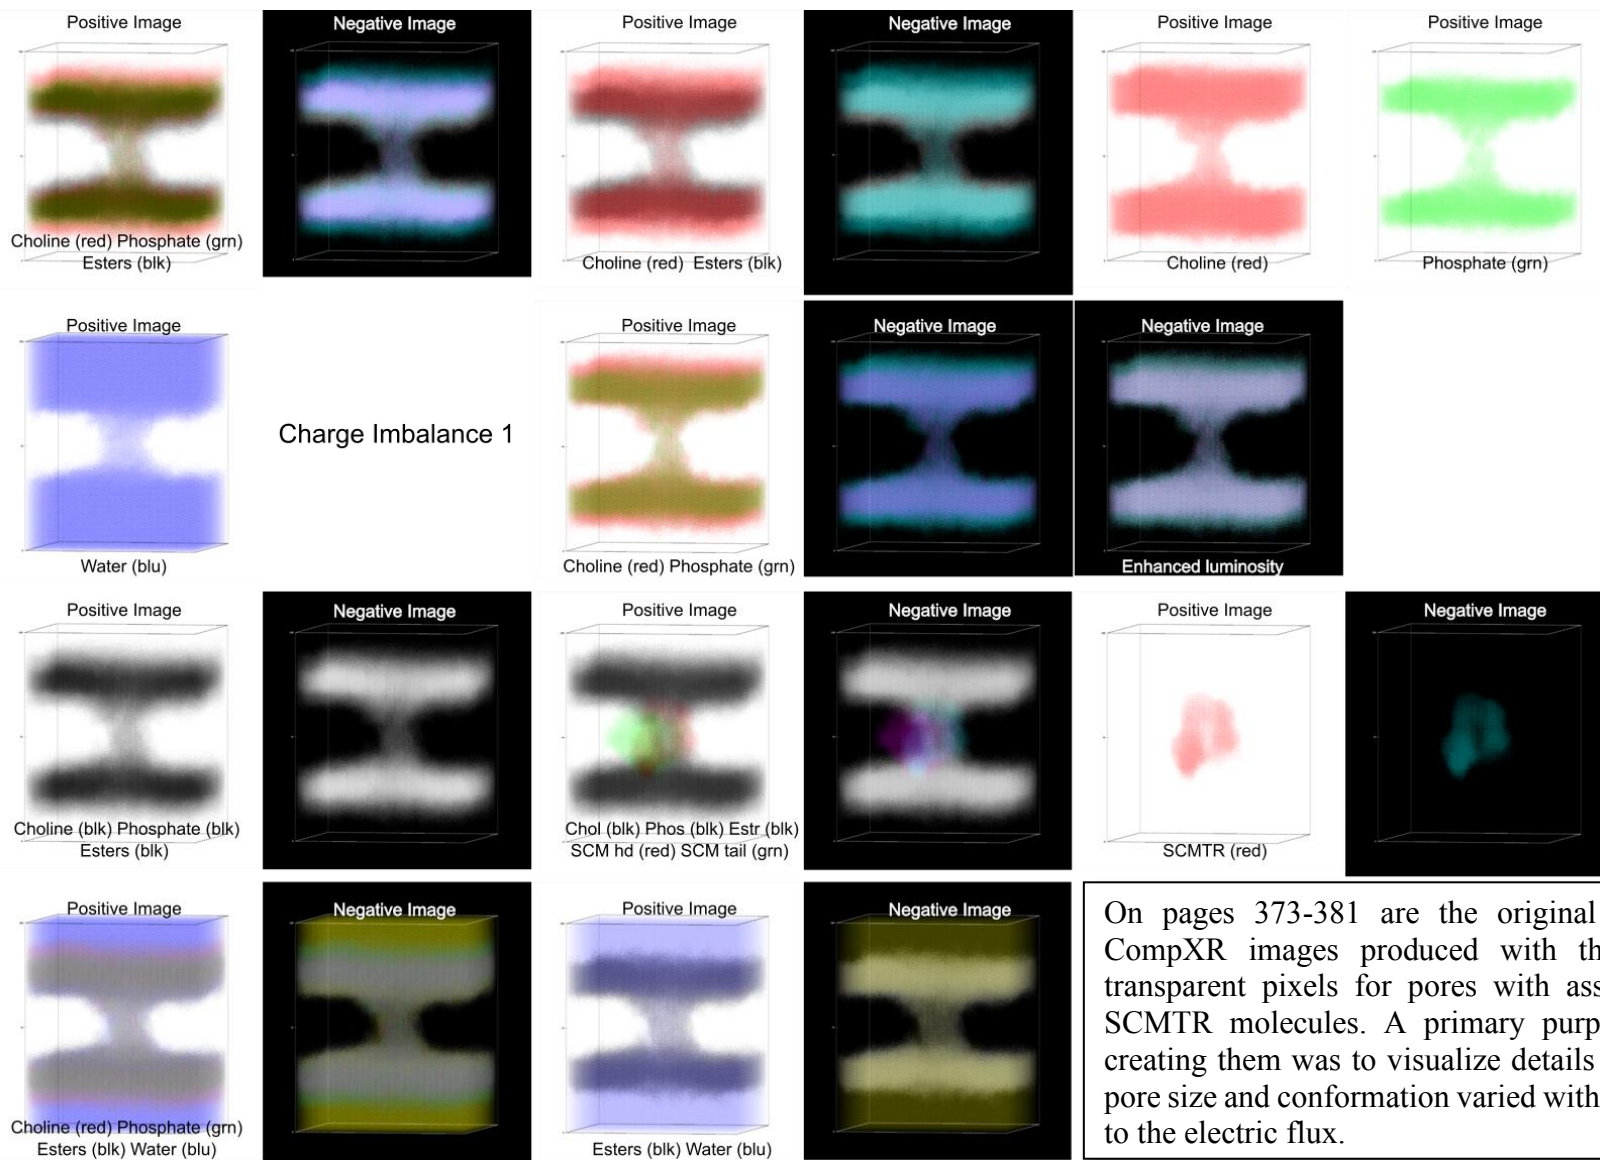 Positive Image
Negative Image
Positive Image
Negative Image
Positive Image
Positive Image
Choline (red) Phosphate (grn)
Esters (blk)
Choline (red) Esters (blk)
Choline (red)
Phosphate (grn)
Positive Image
Positive Image
Negative Image
Negative Image
Charge Imbalance 1
Water (blu)
Choline (red) Phosphate (grn)
Enhanced luminosity
Positive Image
Negative Image
Positive Image
Negative Image
Positive Image
Negative Image
Choline (blk) Phosphate (blk)
Esters (blk)
Chol (blk) Phos (blk) Estr (blk)
SCM hd (red) SCM tail (grn)
SCMTR (red)
Positive Image
Negative Image
Positive Image
Negative Image
Choline (red) Phosphate (grn)
Esters (blk) Water (blu)
Esters (blk) Water (blu)
On pages 373-381 are the original
CompXR images produced with
transparent pixels for pores with
SCMTR molecules. A primary
creating them was to visualize details
pore size and conformation varied with
to the electric flux.